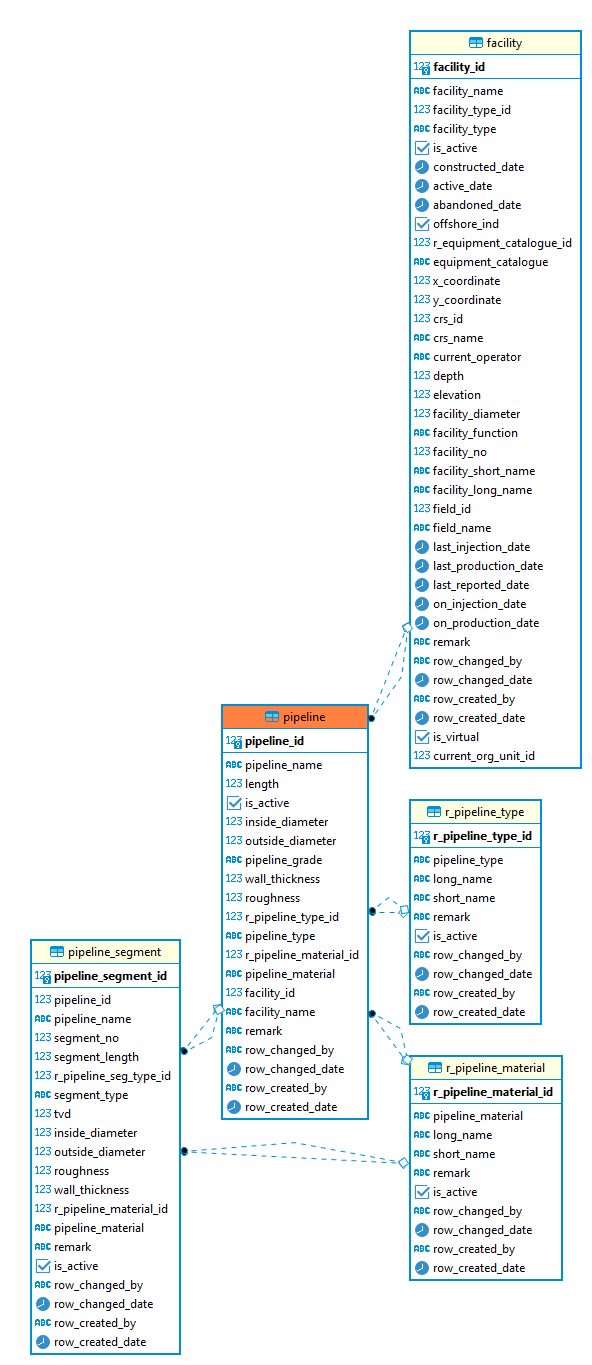 facility
123 facility_id
ABC facility_name
123 facility_type_id
ABC facility_type
is_active
constructed_date
active_date
abandoned_date
offshore_ind
123 r_equipment_catalogue_id
ABC equipment_catalogue
123 x_coordinate
123 y_coordinate
123 crs_id
ABC crs_name
ABC current_operator
123 depth
123 elevation
123 facility_diameter
ABC facility_function
123 facility_no
ABC facility_short_name
ABC facility_long_name
123 field_id
ABC field_name
last_injection_date
last_production_date
last_reported_date
on_injection_date
on_production_date
ABC remark
ABC row_changed_by
row_changed_date
ABC row_created_by
row_created_date
is_virtual
123 current_org_unit_id
pipeline
123 pipeline_id
ABC pipeline_name
123 length
is_active
123 inside_diameter
123 outside_diameter
ABC pipeline_grade
123 wall_thickness
123 roughness
123 r_pipeline_type_id
ABC pipeline_type
123 r_pipeline_material_id
ABC pipeline_material
123 facility_id
ABC facility_name
ABC remark
ABC row_changed_by
row_changed_date
ABC row_created_by
row_created_date
r_pipeline_type
123 r_pipeline_type_id
ABC pipeline_type
ABC long_name
ABC short_name
ABC remark
is_active
ABC row_changed_by
row_changed_date
ABC row_created_by
row_created_date
pipeline_segment
123 pipeline_segment_id
123 pipeline_id
ABC pipeline_name
123 segment_no
123 segment_length
123 r_pipeline_seg_type_id
ABC segment_type
123 tvd
123 inside_diameter
123 outside_diameter
123 roughness
123 wall_thickness
123 r_pipeline_material_id
ABC pipeline_material
ABC remark
is_active
ABC row_changed_by
row_changed_date
ABC row_created_by
row_created_date
r_pipeline_material
123 r_pipeline_material_id
ABC pipeline_material
ABC long_name
ABC short_name
ABC remark
is_active
ABC row_changed_by
row_changed_date
ABC row_created_by
row_created_date